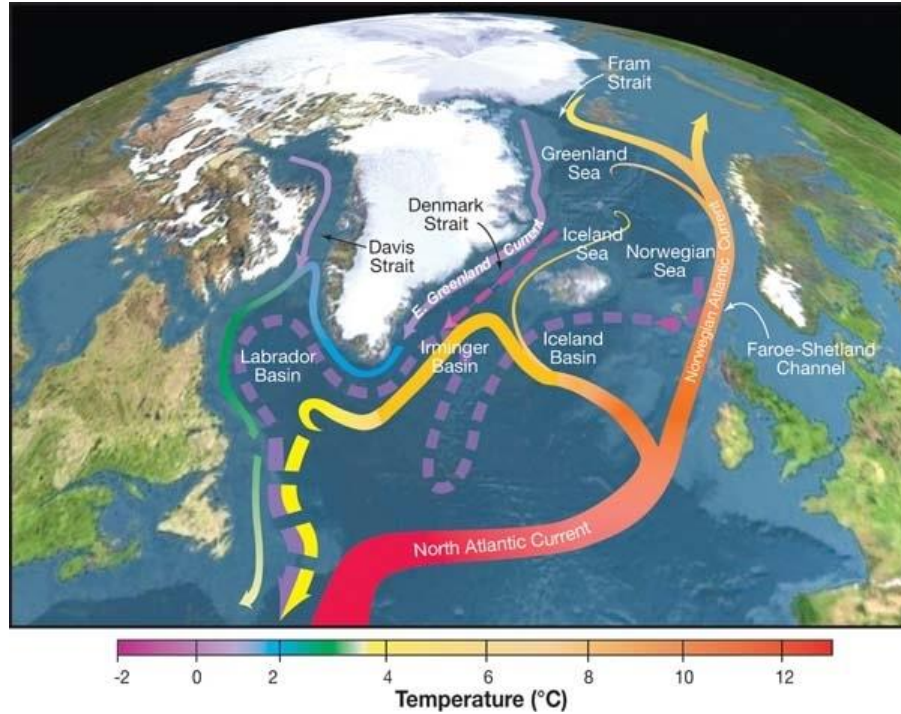 Fram
Strait
Greenland
Sea
Denmark
Strait
Iceland
Sea
Norwegian
Sea
Davis
Strait
E. Greenland Current
Norwegian Atlantic Current
Labrador
Basin
Irminger
Basin
Iceland
Basin
Faroe-Shetland
Channel
North Atlantic Current
-2 0 2 4 6 8 10 12
Temperature (°C)